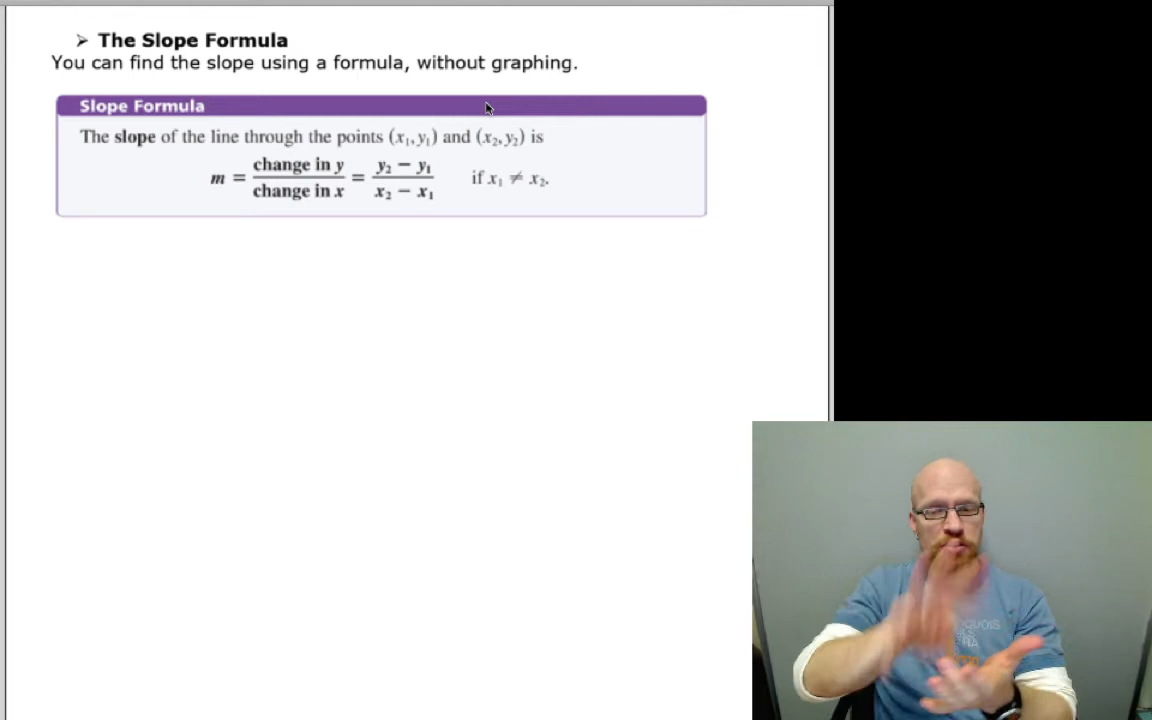 ➢ The Slope Formula
You can find the slope using a formula, without graphing.
Slope Formula
The slope of the line through the points (x₁, y₁) and (x₂, y₂) is
m = change in y / change in x = y₂ − y₁ / x₂ − x₁ if x₁ ≠ x₂.